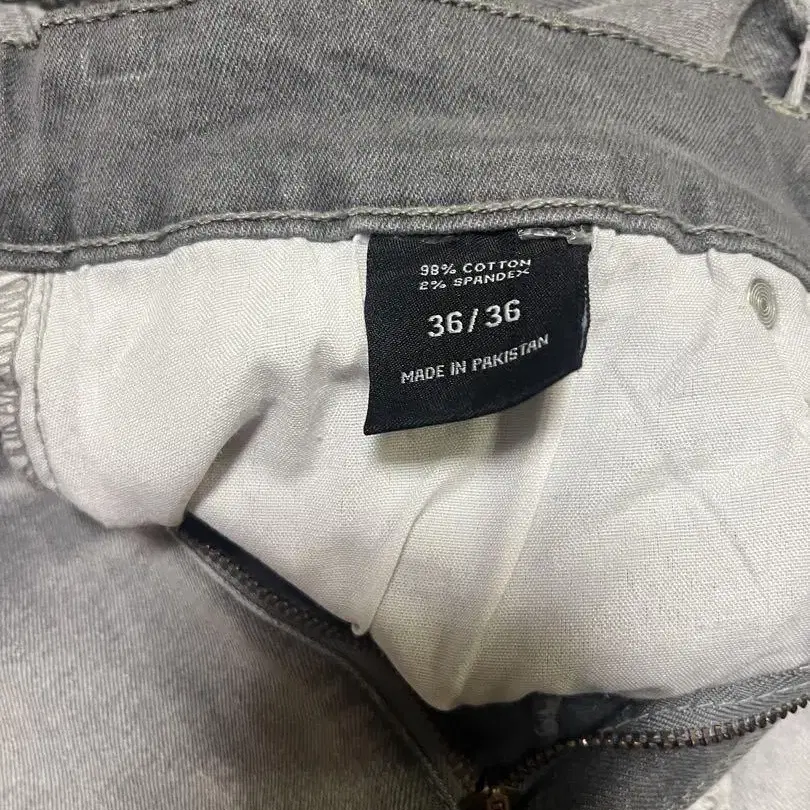 98% COTTON
2% SPANDEX
36/36
MADE IN PAKISTAN